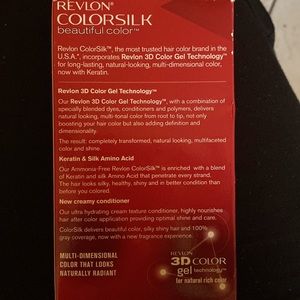 REVLON®
COLORSILK
beautiful color™
Revlon ColorSilk™, the most trusted hair color brand in the
U.S.A.*, incorporates Revlon 3D Color Gel Technology™
for long-lasting, natural-looking, multi-dimensional color,
now with Keratin.
Revlon 3D Color Gel Technology™
Our Revlon 3D Color Gel Technology™, with a combination of
specially blended dyes, conditioners and polymers, delivers
natural looking, multi-tonal color from root to tip, not only
boosting your hair color but also adding definition and
dimensionality.
The result: completely transformed, natural looking, multifaceted
color and shine.
Keratin & Silk Amino Acid
Our Ammonia-Free Revlon ColorSilk™ is enriched with a blend
of Keratin and silk Amino Acid that penetrate every strand.
The hair looks silky, healthy, shiny and in better condition than
before you colored.
New creamy conditioner
Our ultra hydrating cream texture conditioner, highly nourishes
hair after color application providing optimal shine and care.
ColorSilk delivers beautiful color, silky shiny hair and 100%
gray coverage, now with a new fragrance experience.
MULTI-DIMENSIONAL
COLOR THAT LOOKS
NATURALLY RADIANT
REVLON
3D COLOR
gel technology™
for natural rich color